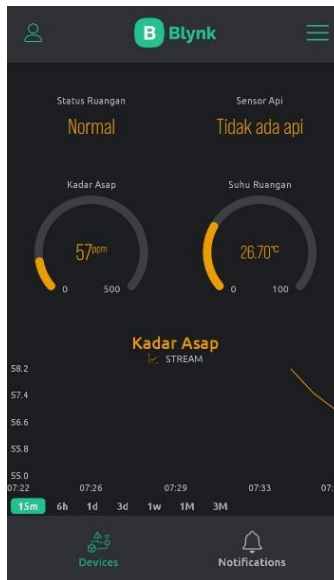 B Blynk
Status Ruangan
Sensor Api
Normal
Tidak ada api
Kadar Asap
Suhu Ruangan
57ppm
26.70°C
0 500
0 100
Kadar Asap
STREAM
58.2
57.4
56.6
55.8
55.0
07:22 07:26 07:29 07:33 07:
15m 6h 1d 3d 1w 1M 3M
Devices
Notifications